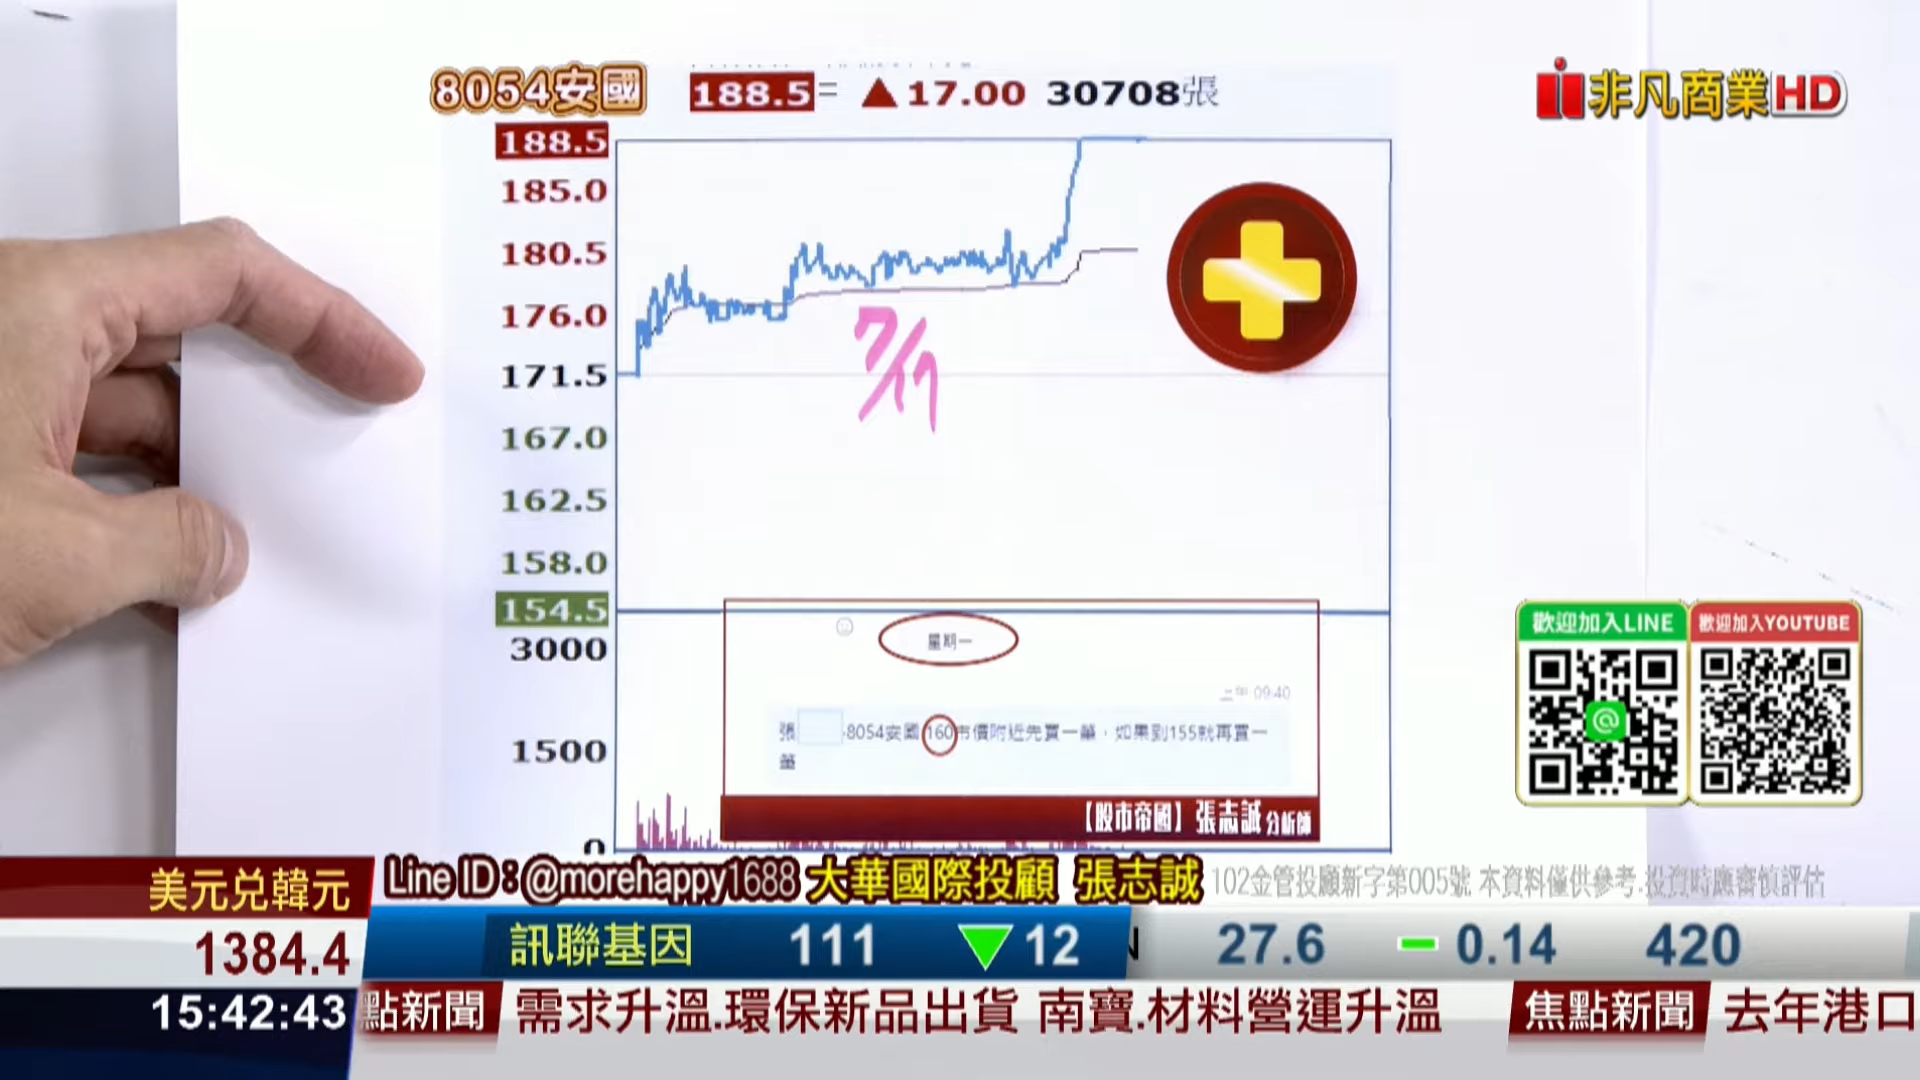 8054安國 188.5= ▲17.00 30708張
非凡商業HD
188.5
185.0
180.5
176.0
171.5
167.0
162.5
158.0
154.5
3000
1500
0
7/17
星期一
上午 09:40
張 -8054安國 160市價附近先買一筆，如果到155就再買一
筆
【股市帝國】張志誠分析師
歡迎加入LINE
歡迎加入YOUTUBE
Line ID：@morehappy1688 大華國際投顧 張志誠 102金管投顧新字第005號 本資料僅供參考.投資時應審慎評估
美元兌韓元
1384.4
訊聯基因 111 ▼12
27.6 0.14 420
15:42:43
點新聞 需求升溫.環保新品出貨 南寶.材料營運升溫 焦點新聞 去年港口